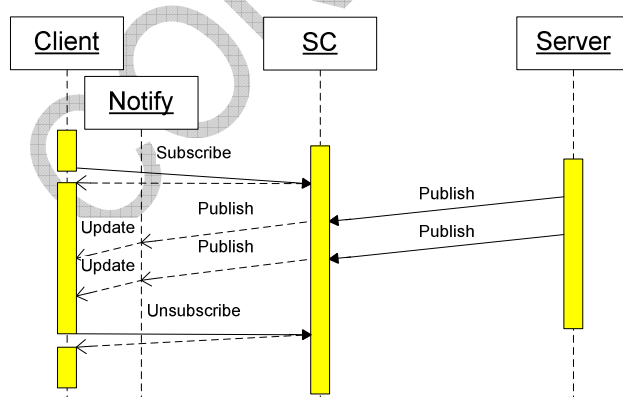 Client
SC
Server
Notify
Subscribe
Publish
Publish
Update
Publish
Publish
Update
Unsubscribe